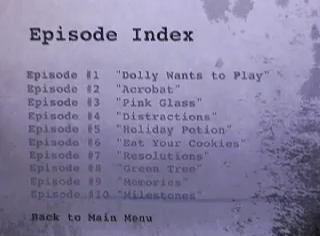 Episode Index
Episode #1 "Dolly Wants to Play"
Episode #2 "Acrobat"
Episode #3 "Pink Glass"
Episode #4 "Distractions"
Episode #5 "Holiday Potion"
Episode #6 "Eat Your Cookies"
Episode #7 "Resolutions"
Episode #8 "Green Tree"
Episode #9 "Memories"
Episode #10 "Milestones"
Back to Main Menu